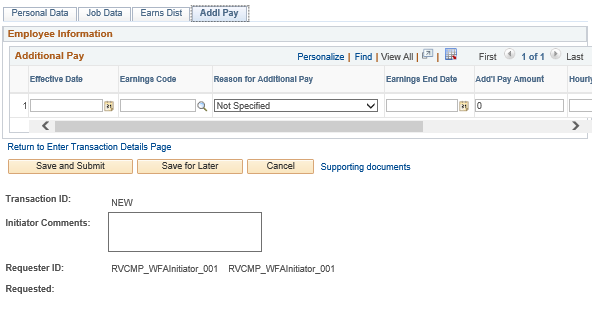 Personal Data Job Data Earns Dist Addl Pay
Employee Information
Additional Pay Personalize | Find | View All | | First 1 of 1 Last
Effective Date Earnings Code Reason for Additional Pay Earnings End Date Add'l Pay Amount Hourly
1 Not Specified 0
Return to Enter Transaction Details Page
Save and Submit Save for Later Cancel Supporting documents
Transaction ID: NEW
Initiator Comments:
Requester ID: RVCMP_WFAInitiator_001 RVCMP_WFAInitiator_001
Requested: